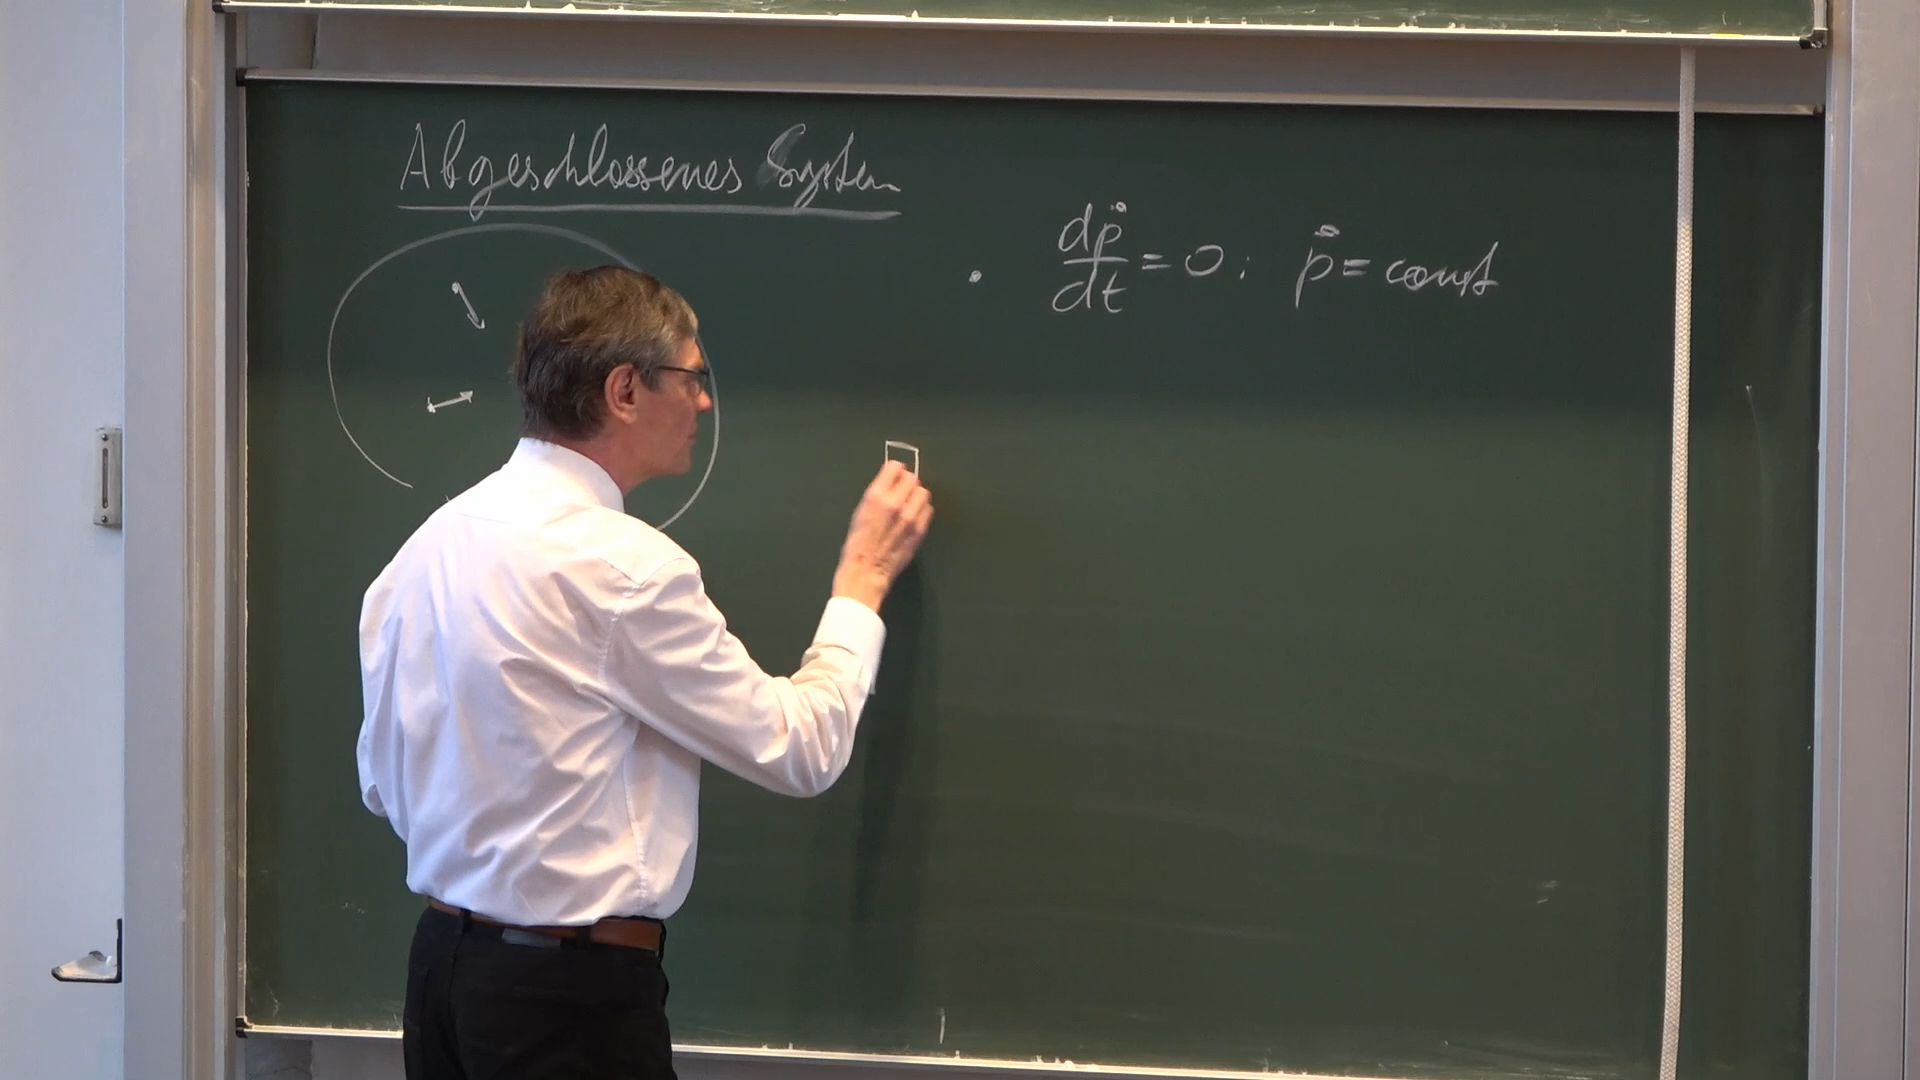 Abgeschlossenes System
• dp⃗/dt = 0 ; p⃗ = const